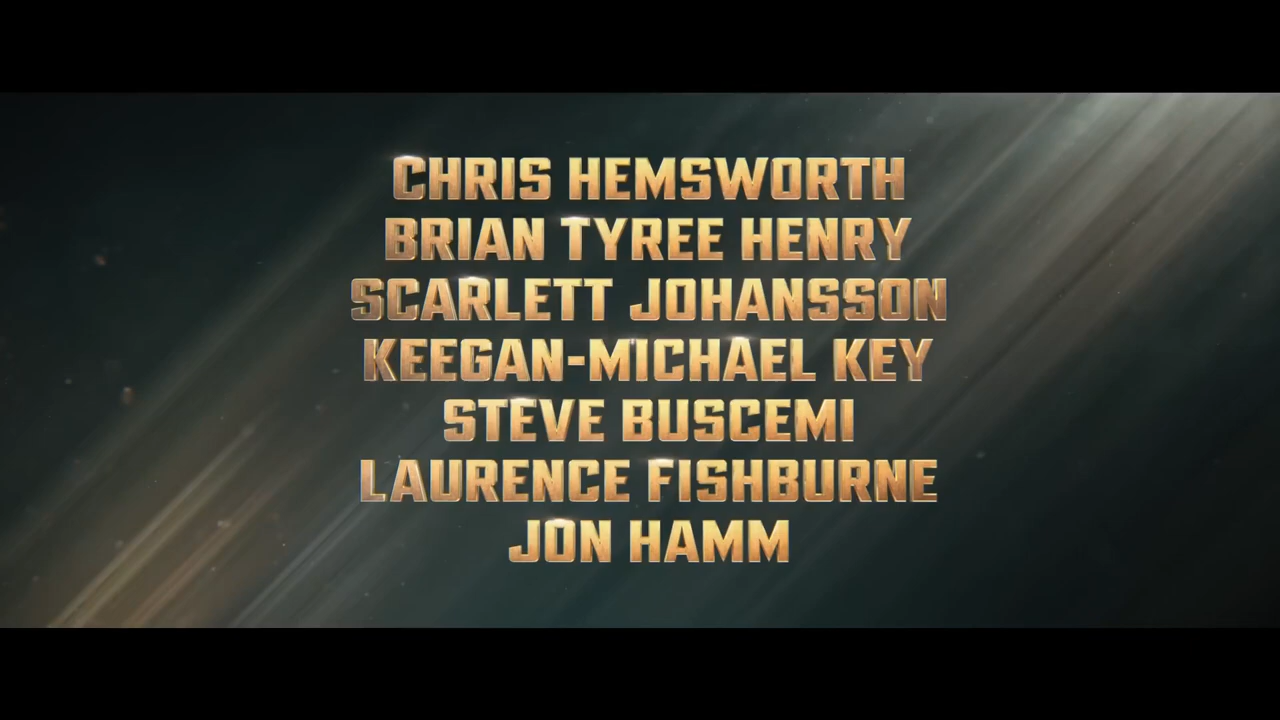 CHRIS HEMSWORTH
BRIAN TYREE HENRY
SCARLETT JOHANSSON
KEEGAN-MICHAEL KEY
STEVE BUSCEMI
LAURENCE FISHBURNE
JON HAMM